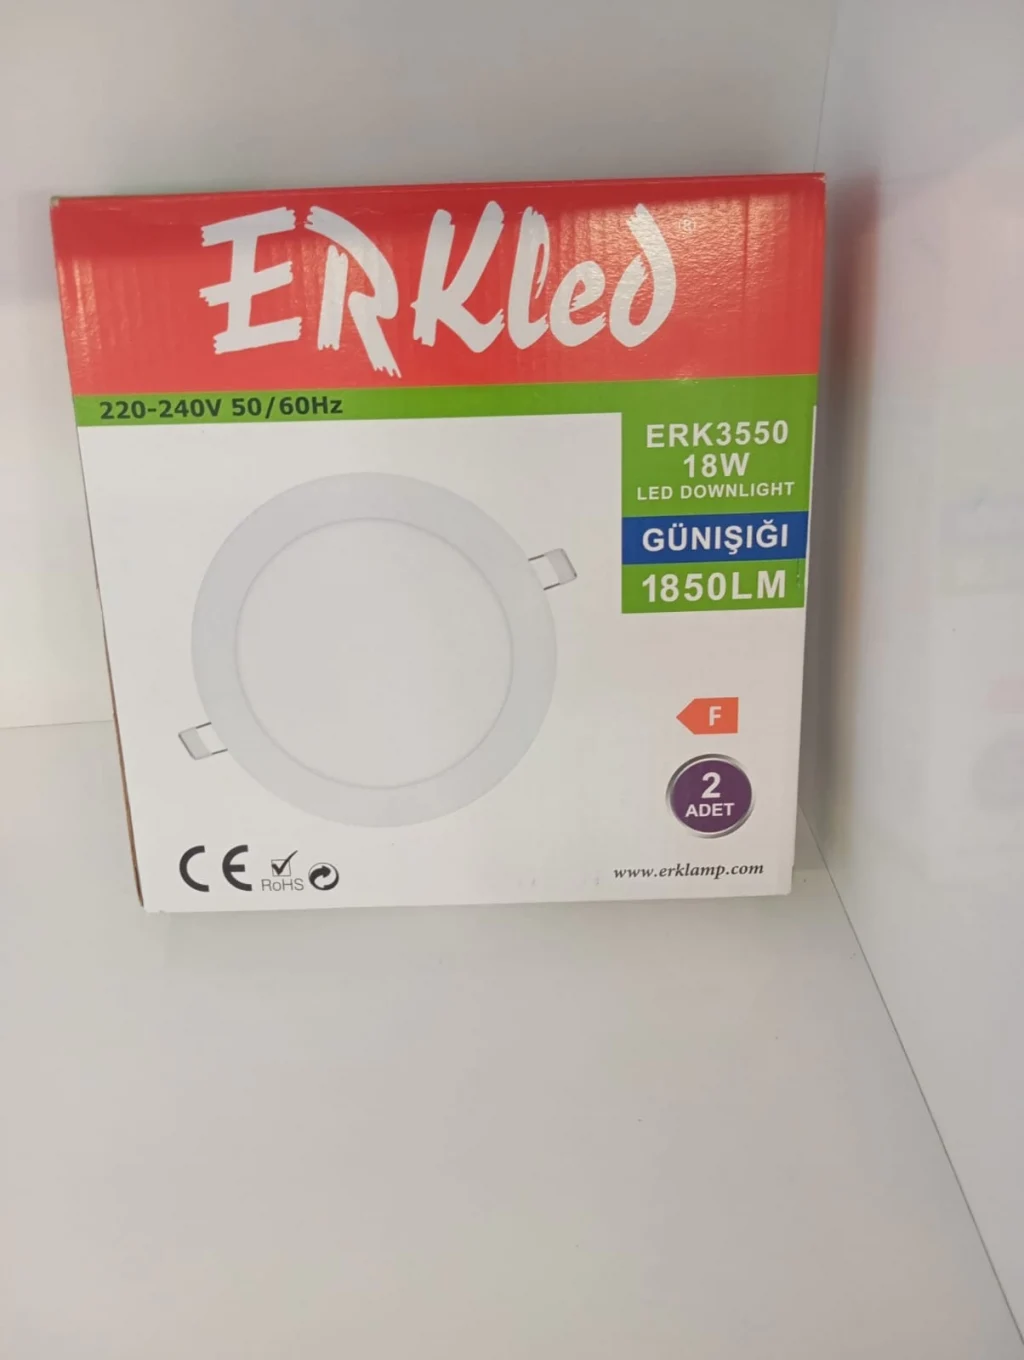 ERKled®
220-240V 50/60Hz
ERK3550
18W
LED DOWNLIGHT
GÜNIŞIĞI
1850LM
F
2
ADET
CE
RoHS
www.erklamp.com